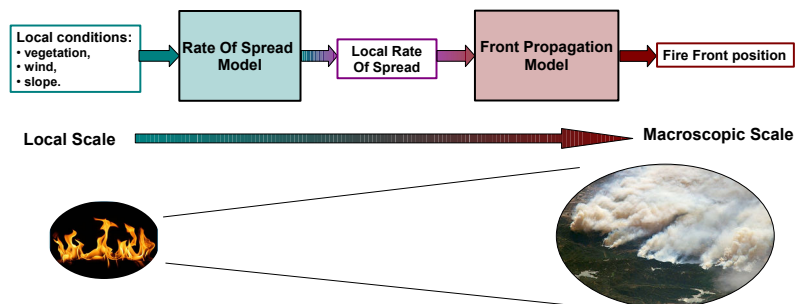 Local conditions:
• vegetation,
• wind,
• slope.
Rate Of Spread
Model
Local Rate
Of Spread
Front Propagation
Model
Fire Front position
Local Scale
Macroscopic Scale